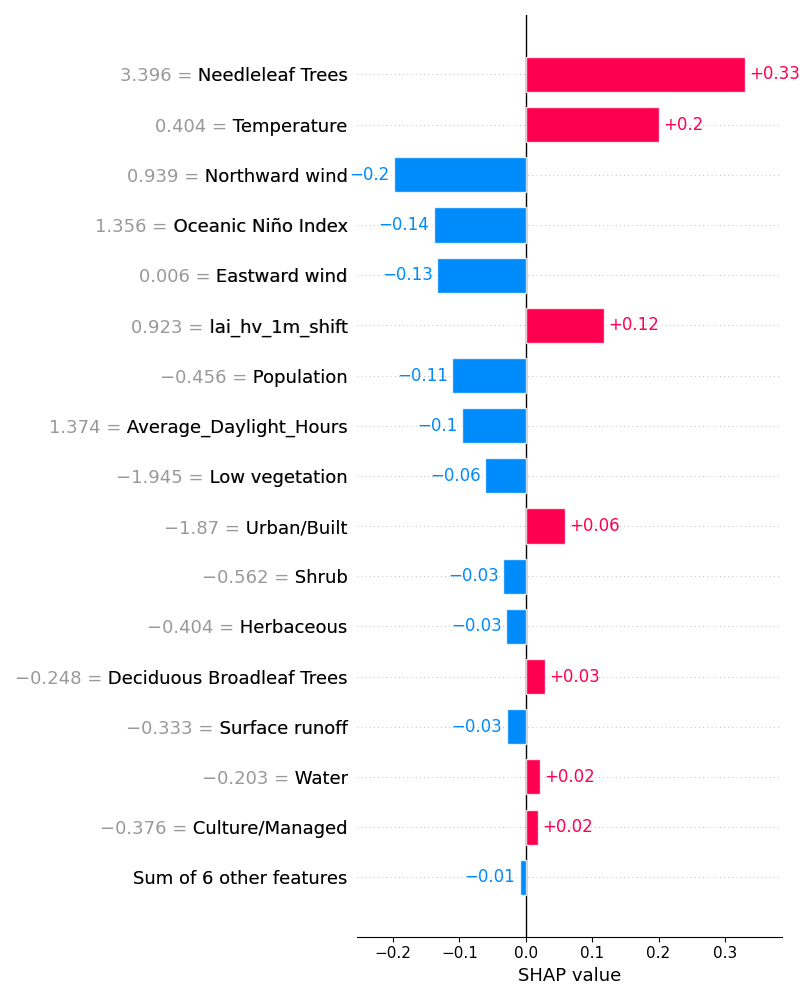 3.396 = Needleleaf Trees +0.33
0.404 = Temperature +0.2
0.939 = Northward wind −0.2
1.356 = Oceanic Niño Index −0.14
0.006 = Eastward wind −0.13
0.923 = lai_hv_1m_shift +0.12
−0.456 = Population −0.11
1.374 = Average_Daylight_Hours −0.1
−1.945 = Low vegetation −0.06
−1.87 = Urban/Built +0.06
−0.562 = Shrub −0.03
−0.404 = Herbaceous −0.03
−0.248 = Deciduous Broadleaf Trees +0.03
−0.333 = Surface runoff −0.03
−0.203 = Water +0.02
−0.376 = Culture/Managed +0.02
Sum of 6 other features −0.01
−0.2 −0.1 0.0 0.1 0.2 0.3
SHAP value